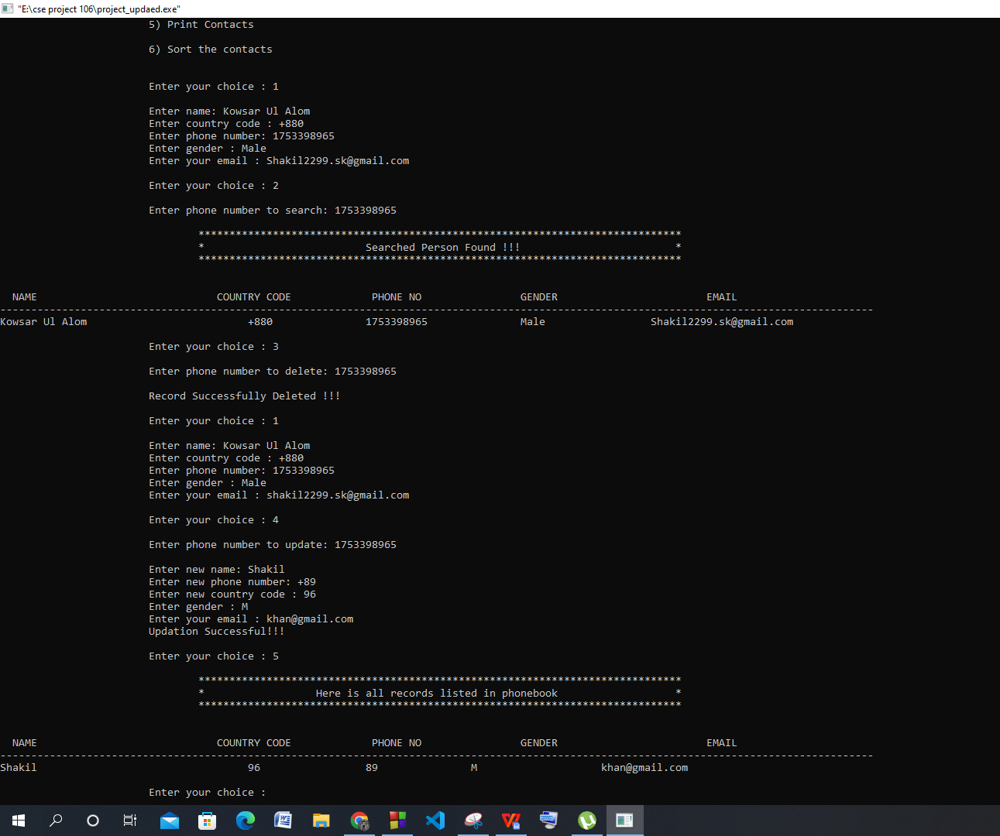 "E:\cse project 106\project_updaed.exe"
5) Print Contacts
6) Sort the contacts
Enter your choice : 1
Enter name: Kowsar Ul Alom
Enter country code : +880
Enter phone number: 1753398965
Enter gender : Male
Enter your email : Shakil2299.sk@gmail.com
Enter your choice : 2
Enter phone number to search: 1753398965
******************************************************************************
* Searched Person Found !!! *
******************************************************************************
NAME COUNTRY CODE PHONE NO GENDER EMAIL
---------------------------------------------------------------------------------------------------------------------------------------------
Kowsar Ul Alom +880 1753398965 Male Shakil2299.sk@gmail.com
Enter your choice : 3
Enter phone number to delete: 1753398965
Record Successfully Deleted !!!
Enter your choice : 1
Enter name: Kowsar Ul Alom
Enter country code : +880
Enter phone number: 1753398965
Enter gender : Male
Enter your email : shakil2299.sk@gmail.com
Enter your choice : 4
Enter phone number to update: 1753398965
Enter new name: Shakil
Enter new phone number: +89
Enter new country code : 96
Enter gender : M
Enter your email : khan@gmail.com
Updation Successful!!!
Enter your choice : 5
******************************************************************************
* Here is all records listed in phonebook *
******************************************************************************
NAME COUNTRY CODE PHONE NO GENDER EMAIL
---------------------------------------------------------------------------------------------------------------------------------------------
Shakil 96 89 M khan@gmail.com
Enter your choice :